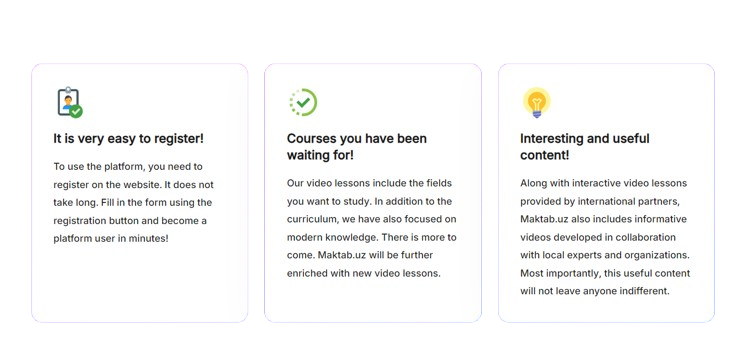 It is very easy to register!
To use the platform, you need to
register on the website. It does not
take long. Fill in the form using the
registration button and become a
platform user in minutes!
Courses you have been
waiting for!
Our video lessons include the fields
you want to study. In addition to the
curriculum, we have also focused on
modern knowledge. There is more to
come. Maktab.uz will be further
enriched with new video lessons.
Interesting and useful
content!
Along with interactive video lessons
provided by international partners,
Maktab.uz also includes informative
videos developed in collaboration
with local experts and organizations.
Most importantly, this useful content
will not leave anyone indifferent.